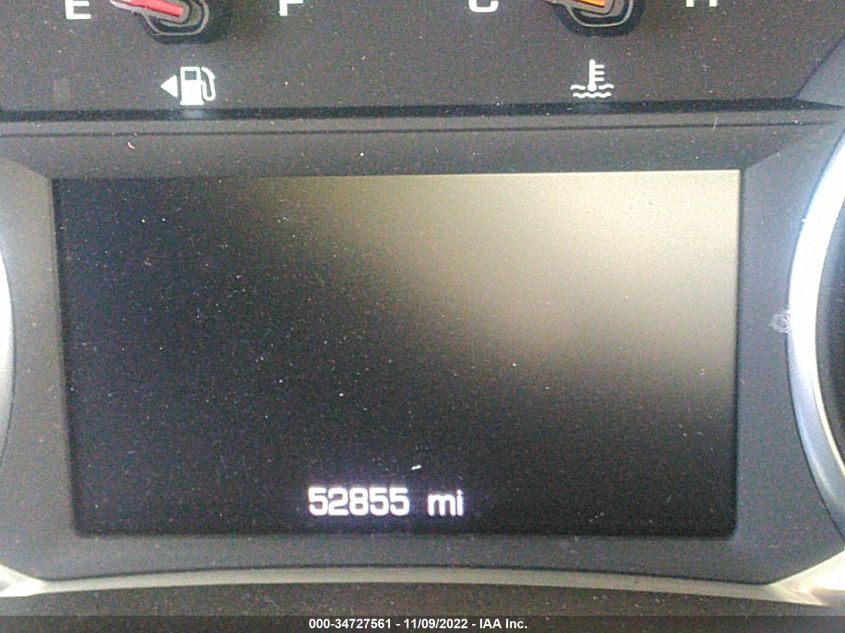 E F C H
52855 mi
000-34727561 - 11/09/2022 - IAA Inc.